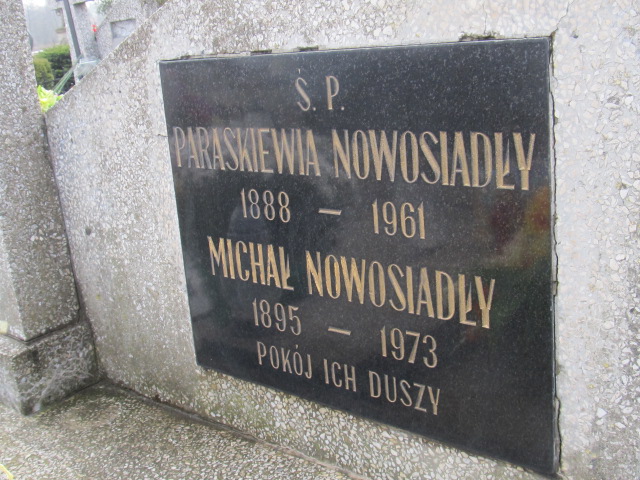 Ś. P.
PARASKIEWIA NOWOSIADŁY
1888 – 1961
MICHAŁ NOWOSIADŁY
1895 – 1973
POKÓJ ICH DUSZY